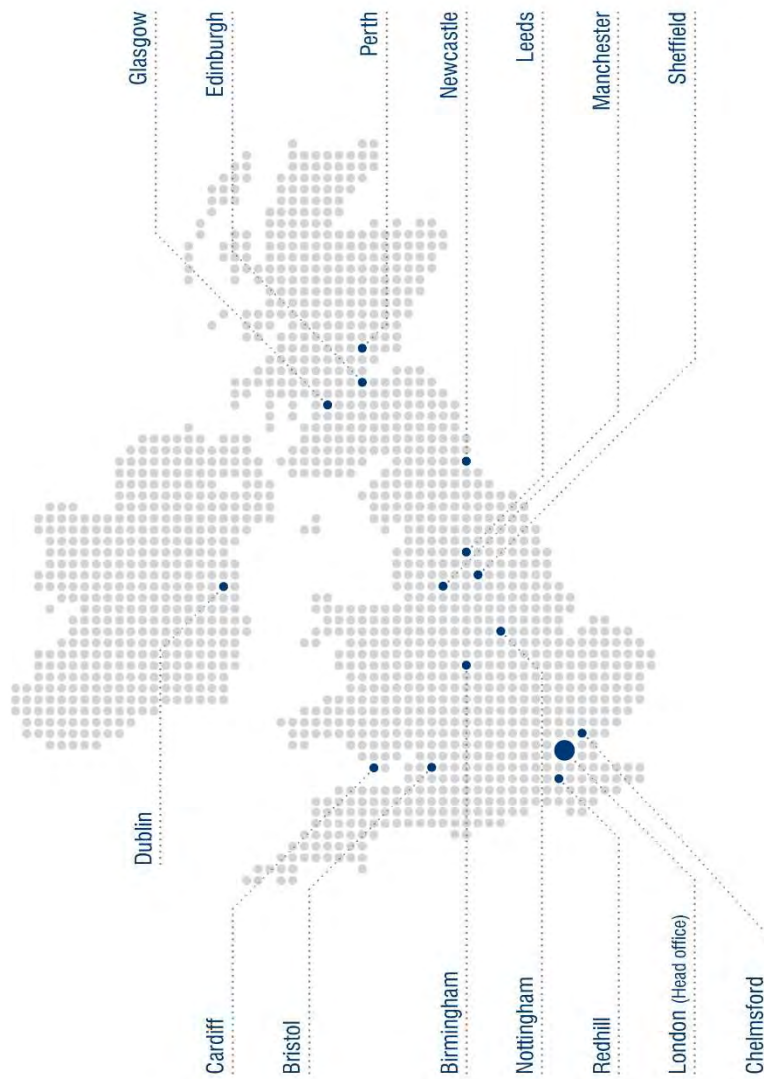 Glasgow
Edinburgh
Perth
Newcastle
Leeds
Manchester
Sheffield
Dublin
Cardiff
Bristol
Birmingham
Nottingham
Redhill
London (Head office)
Chelmsford